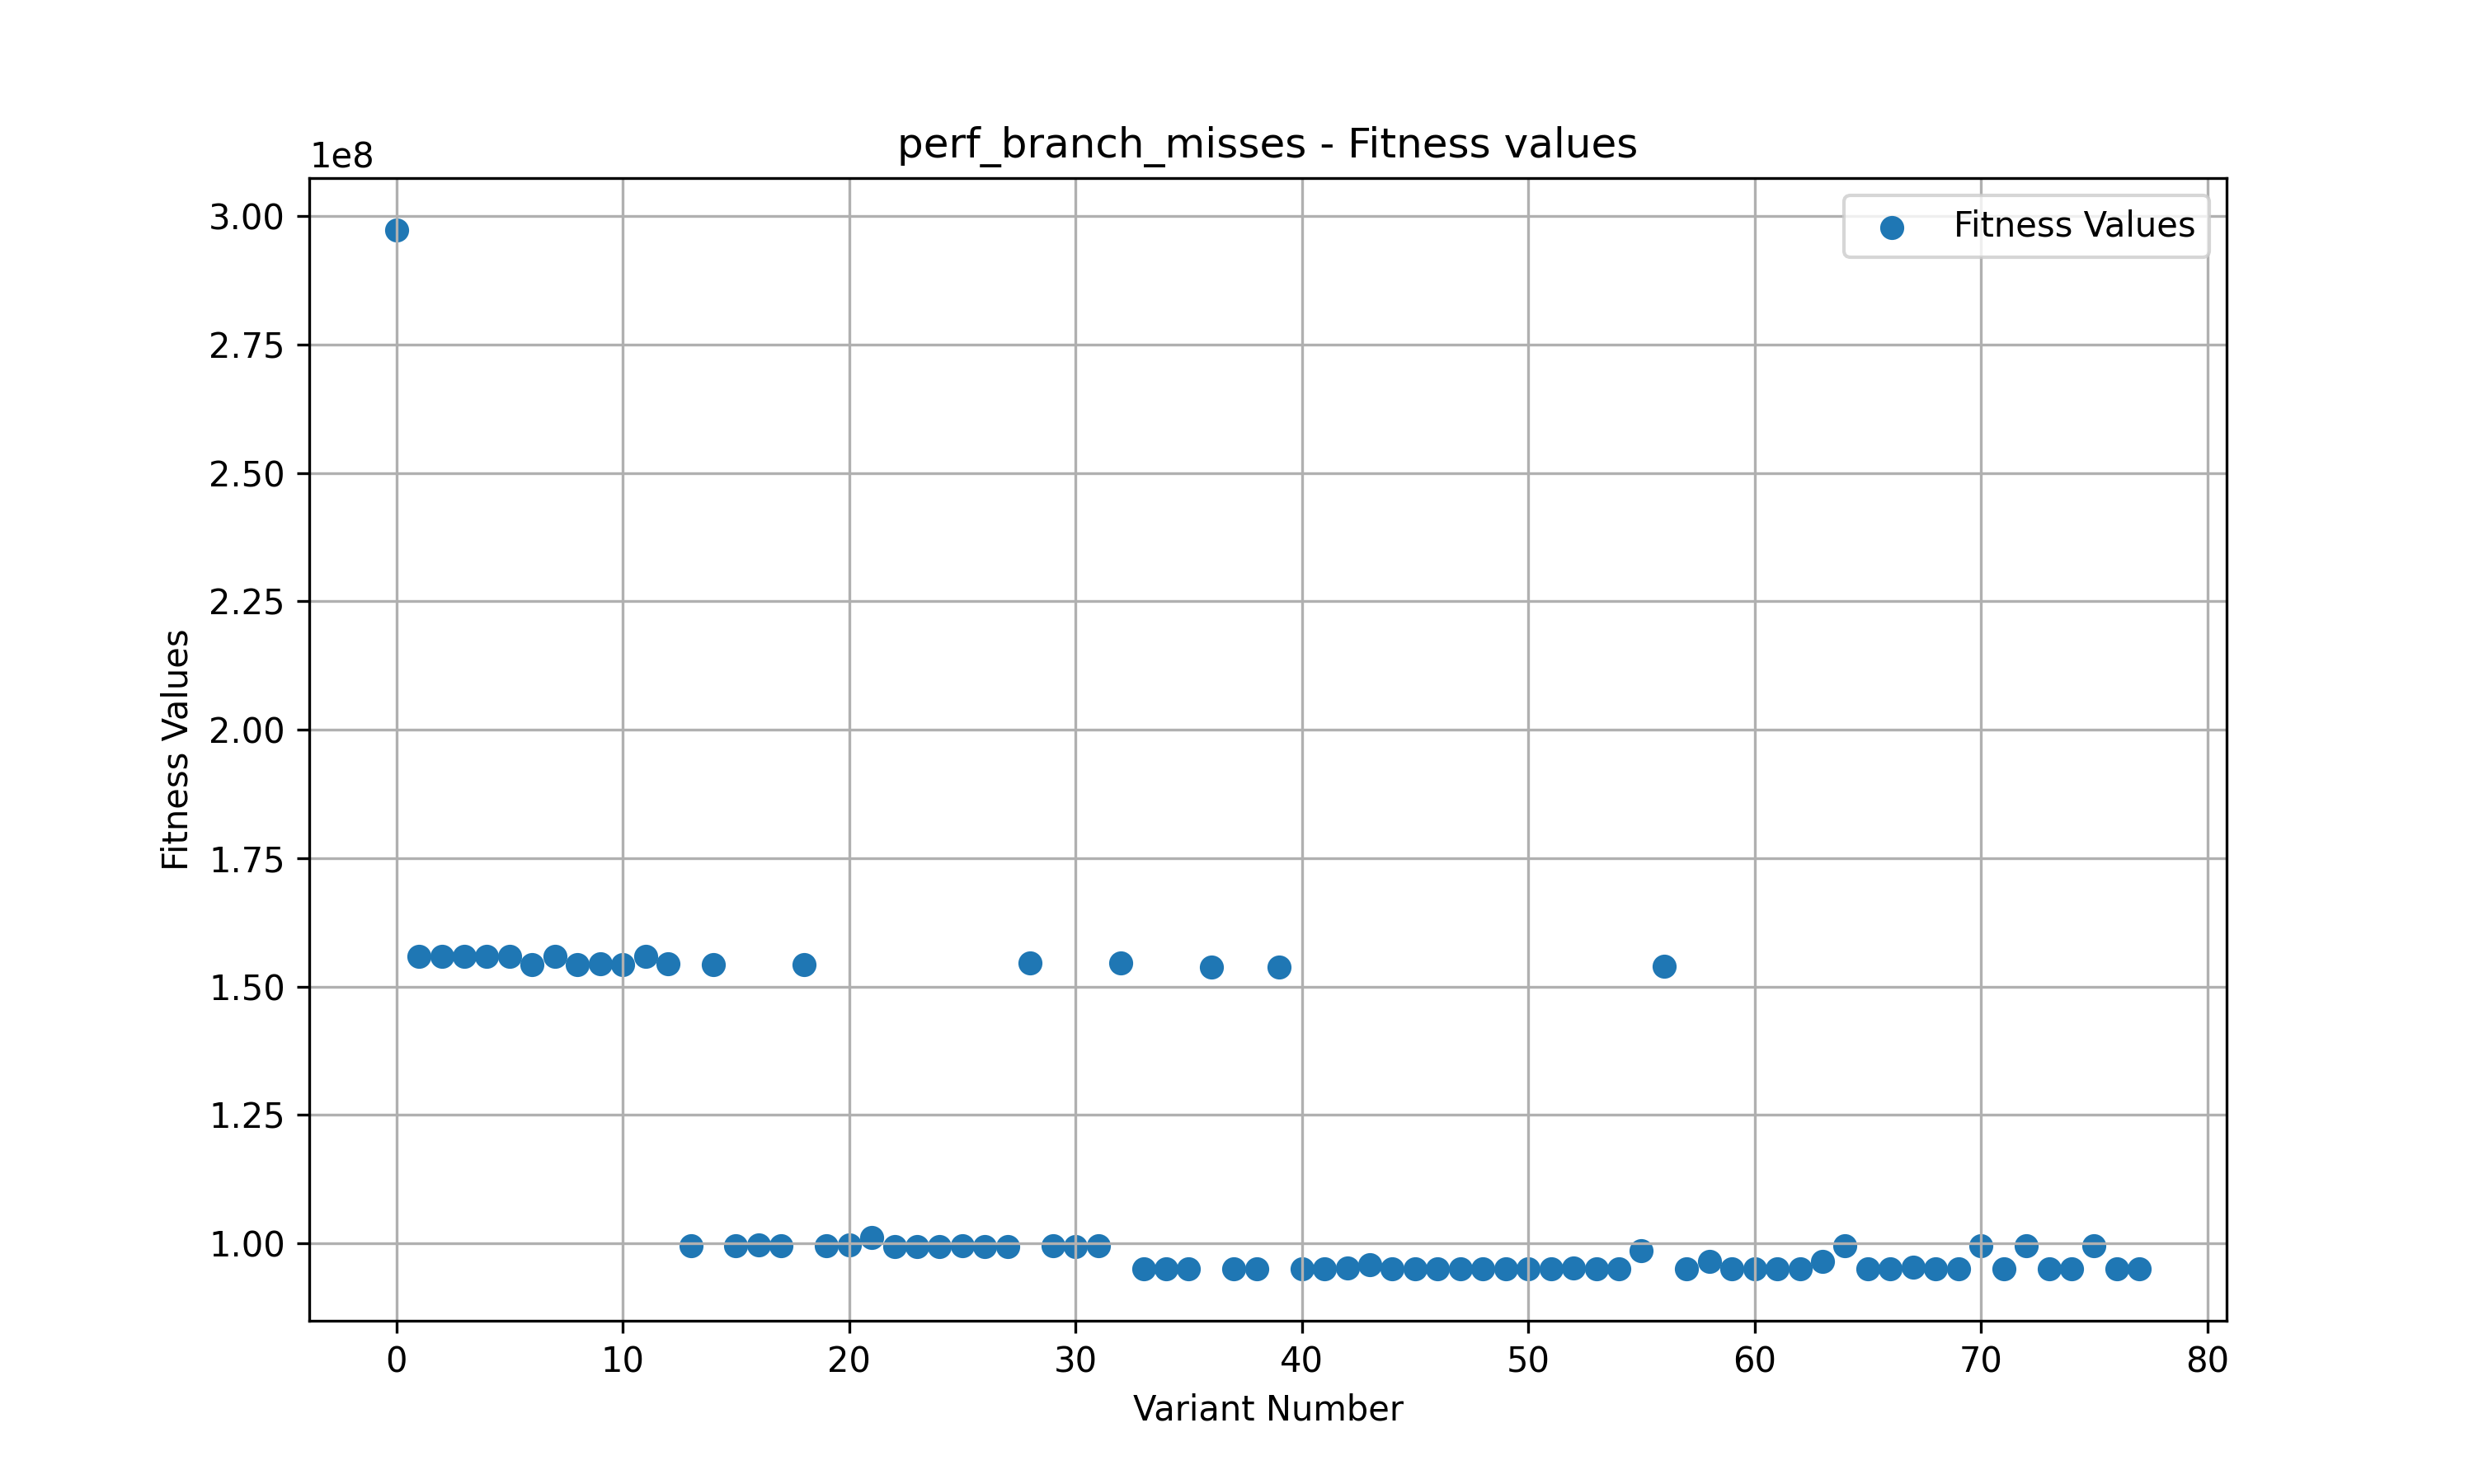 perf_branch_misses - Fitness values
1e8
Fitness Values
3.00
2.75
2.50
2.25
2.00
1.75
1.50
1.25
1.00
Fitness Values
0 10 20 30 40 50 60 70 80
Variant Number